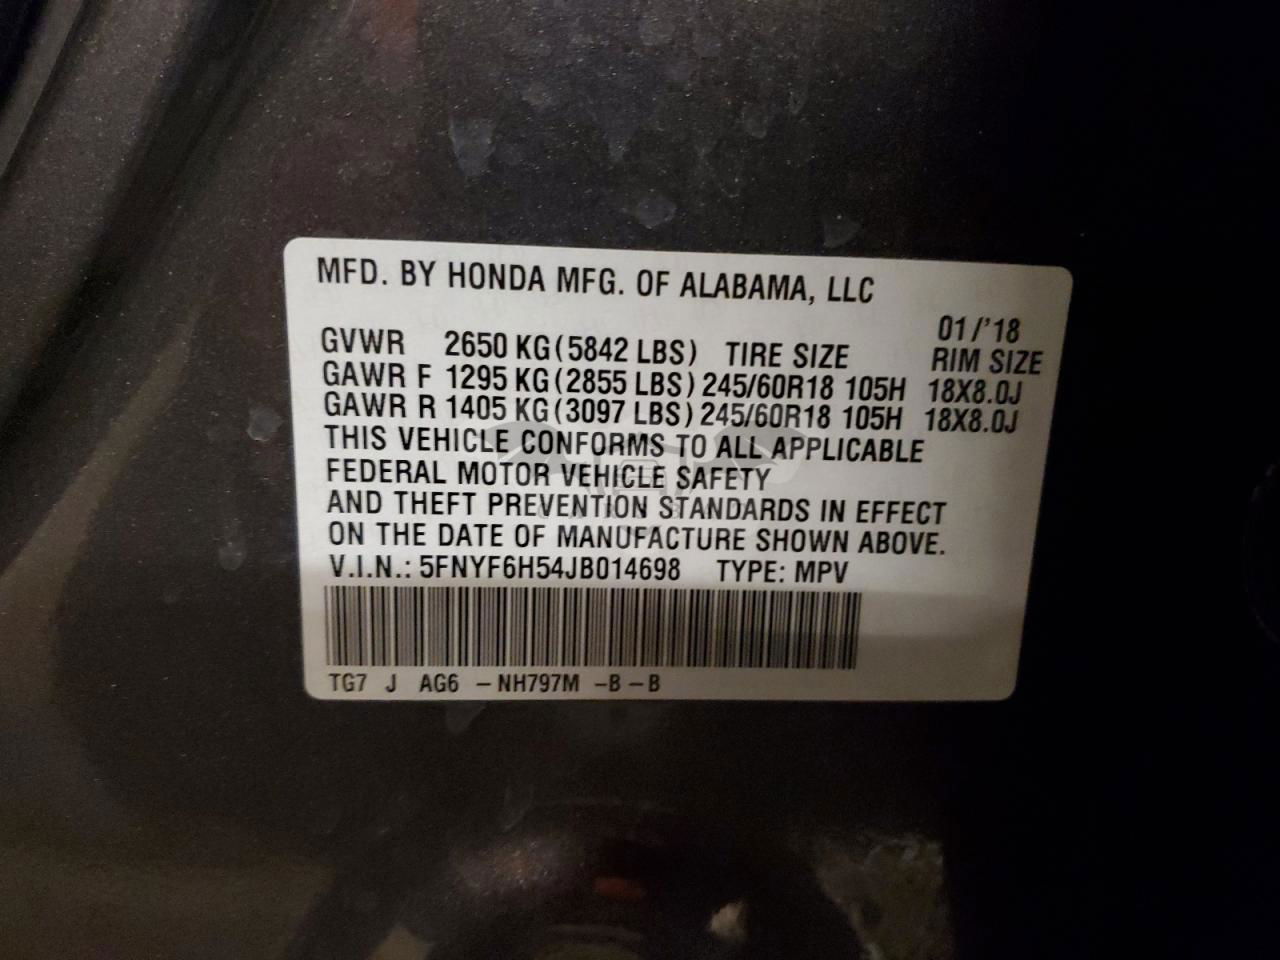 MFD. BY HONDA MFG. OF ALABAMA, LLC
01/'18
GVWR 2650 KG (5842 LBS) TIRE SIZE RIM SIZE
GAWR F 1295 KG (2855 LBS) 245/60R18 105H 18X8.0J
GAWR R 1405 KG (3097 LBS) 245/60R18 105H 18X8.0J
THIS VEHICLE CONFORMS TO ALL APPLICABLE
FEDERAL MOTOR VEHICLE SAFETY
AND THEFT PREVENTION STANDARDS IN EFFECT
ON THE DATE OF MANUFACTURE SHOWN ABOVE.
V.I.N.: 5FNYF6H54JB014698 TYPE: MPV
TG7 J AG6 -NH797M -B-B